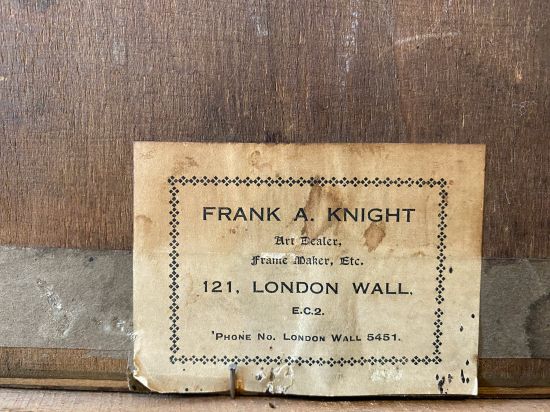 FRANK A. KNIGHT
Art Dealer,
Frame Maker, Etc.
121, LONDON WALL,
E.C.2.
'PHONE NO. LONDON WALL 5451.